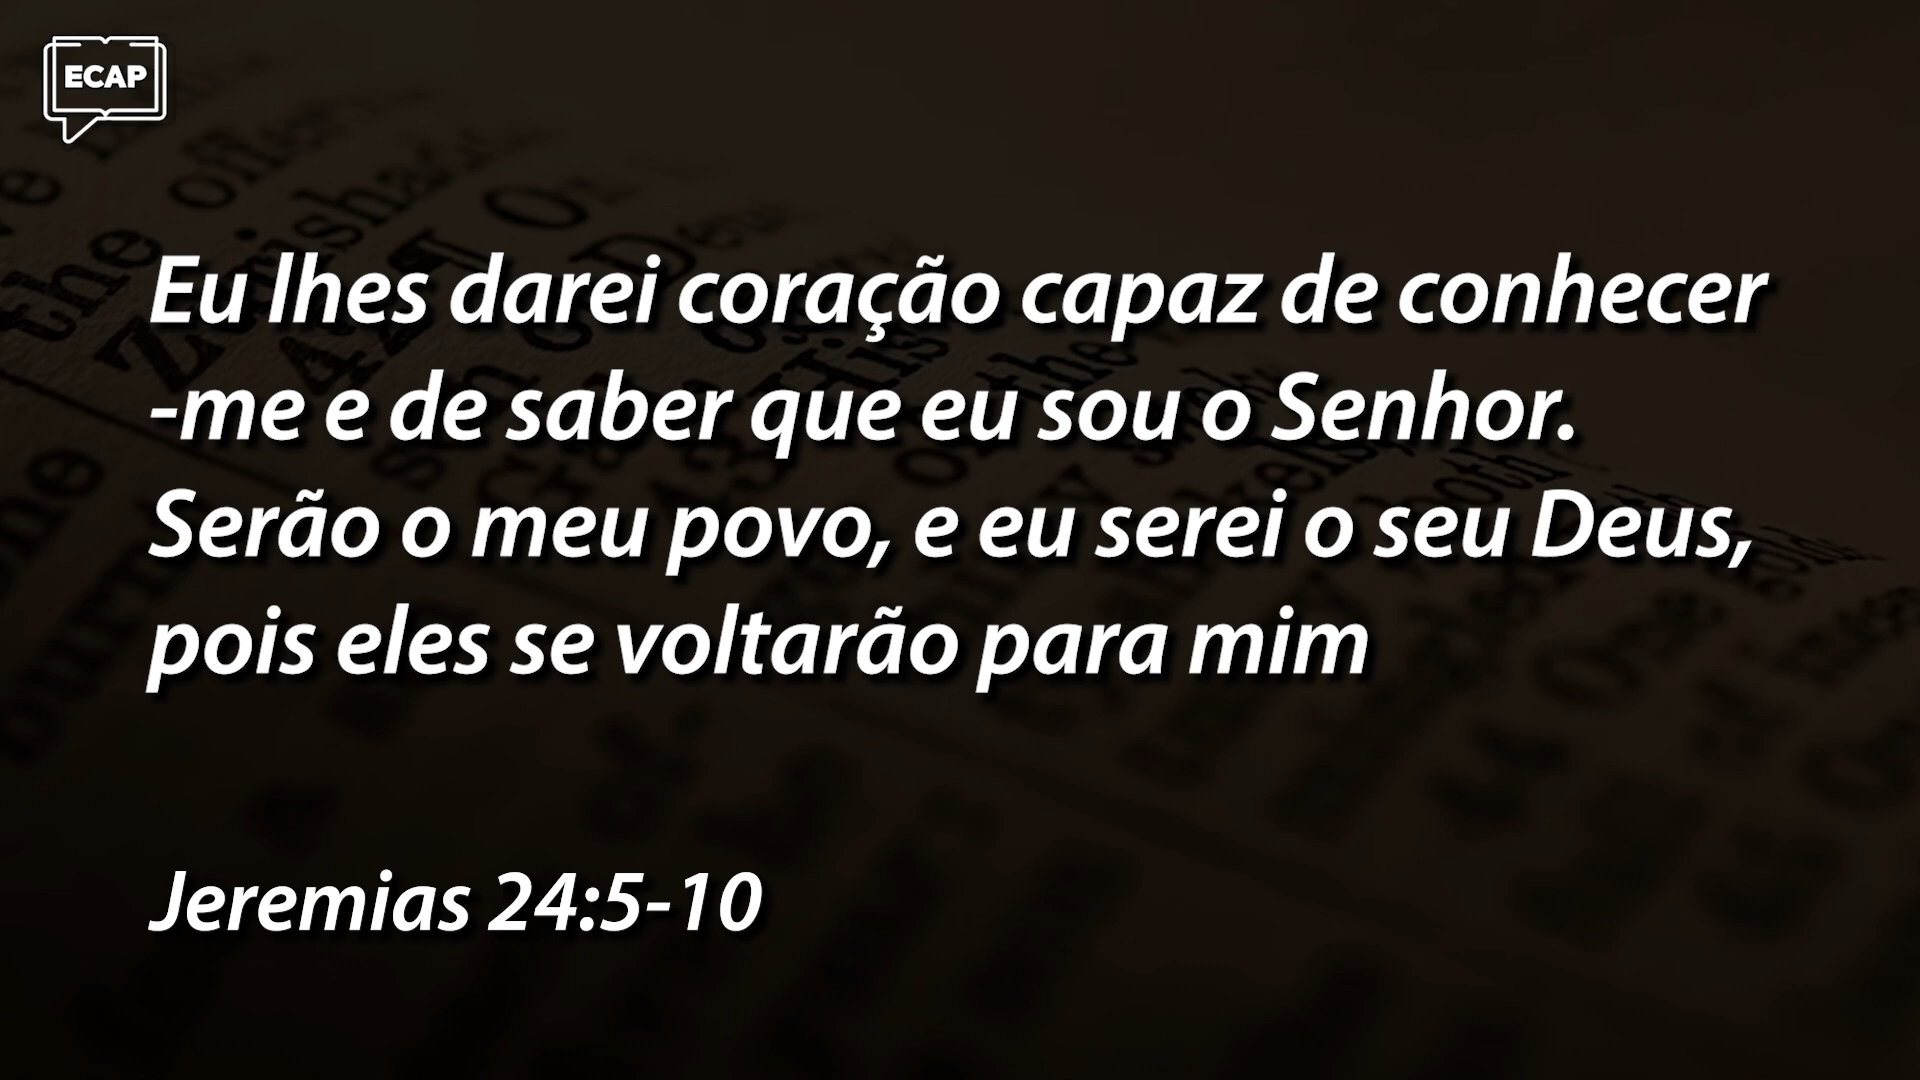 ECAP
Eu lhes darei coração capaz de conhecer
-me e de saber que eu sou o Senhor.
Serão o meu povo, e eu serei o seu Deus,
pois eles se voltarão para mim
Jeremias 24:5-10